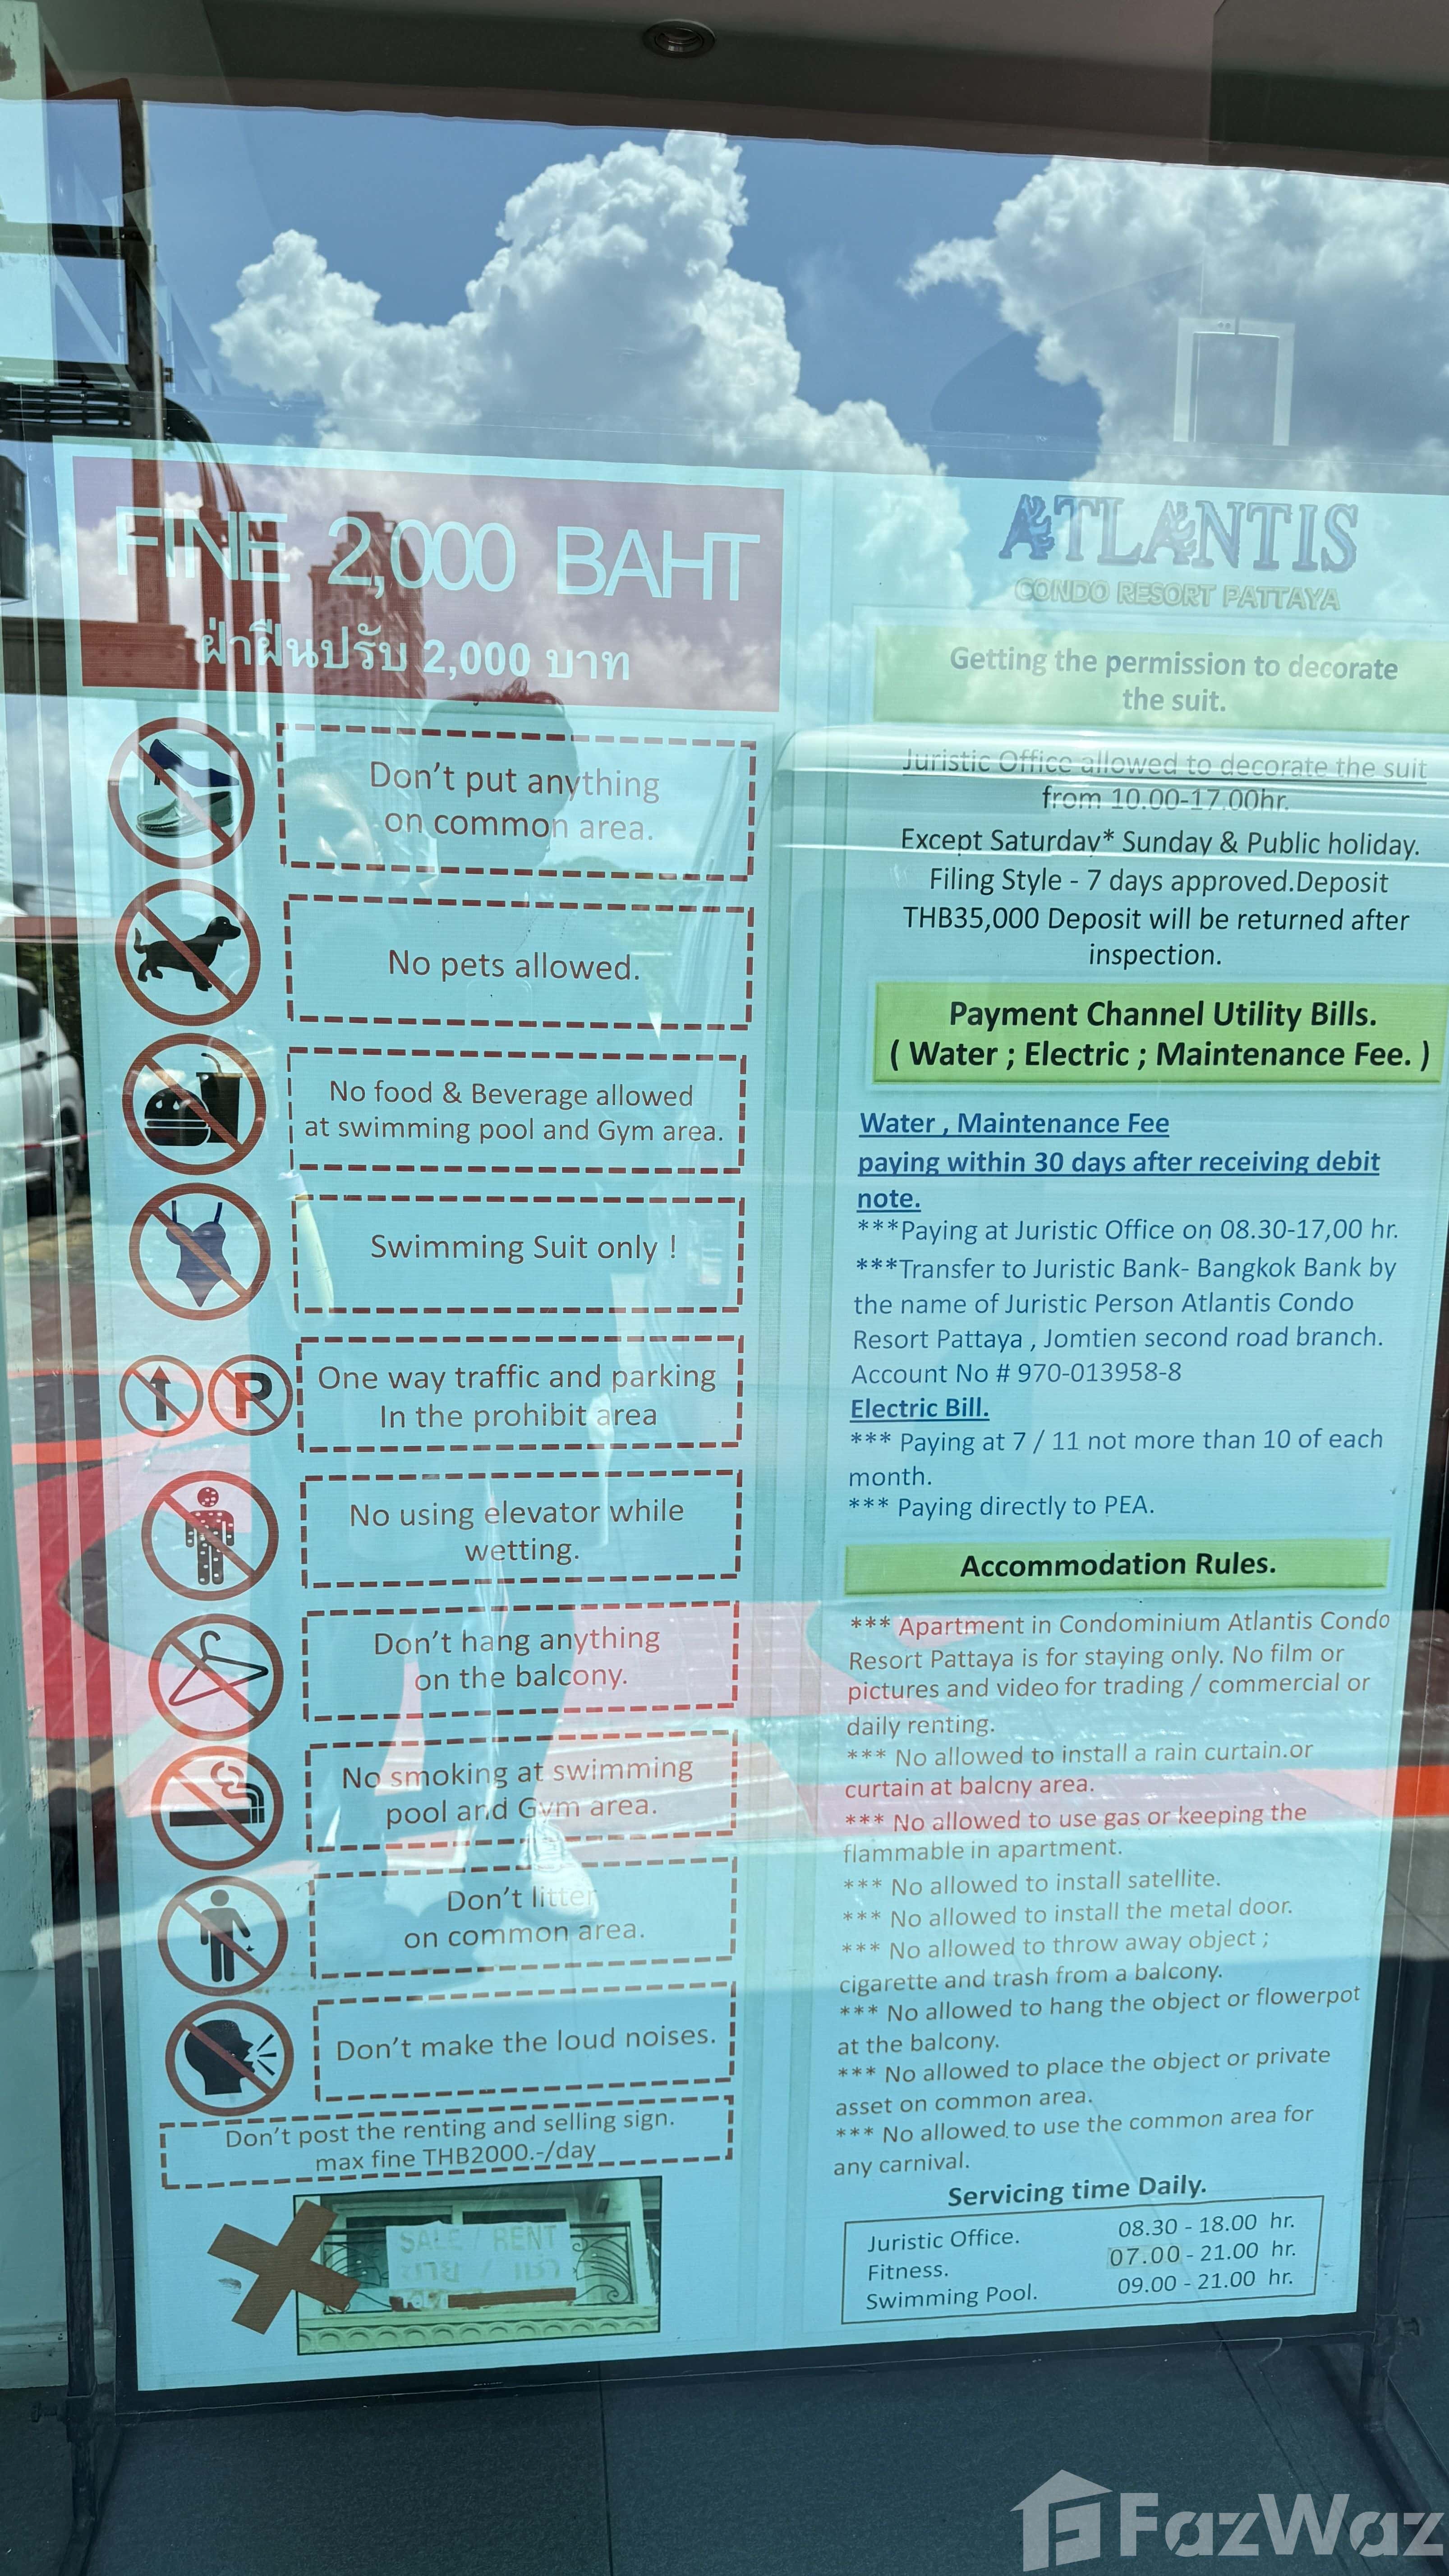 FINE 2,000 BAHT
ฝ่าฝืนปรับ 2,000 บาท
Don't put anything
on common area.
No pets allowed.
No food & Beverage allowed
at swimming pool and Gym area.
Swimming Suit only !
P
One way traffic and parking
In the prohibit area
No using elevator while
wetting.
Don't hang anything
on the balcony.
No smoking at swimming
pool and Gym area.
Don't litter
on common area.
Don't make the loud noises.
Don't post the renting and selling sign.
max fine THB2000.-/day
SALE / RENT
ขาย / เช่า
ATLANTIS
CONDO RESORT PATTAYA
Getting the permission to decorate
the suit.
Juristic Office allowed to decorate the suit
from 10.00-17.00hr.
Except Saturday* Sunday & Public holiday.
Filing Style - 7 days approved.Deposit
THB35,000 Deposit will be returned after
inspection.
Payment Channel Utility Bills.
( Water ; Electric ; Maintenance Fee. )
Water , Maintenance Fee
paying within 30 days after receiving debit
note.
***Paying at Juristic Office on 08.30-17,00 hr.
***Transfer to Juristic Bank- Bangkok Bank by
the name of Juristic Person Atlantis Condo
Resort Pattaya , Jomtien second road branch.
Account No # 970-013958-8
Electric Bill.
*** Paying at 7 / 11 not more than 10 of each
month.
*** Paying directly to PEA.
Accommodation Rules.
*** Apartment in Condominium Atlantis Condo
Resort Pattaya is for staying only. No film or
pictures and video for trading / commercial or
daily renting.
*** No allowed to install a rain curtain.or
curtain at balcny area.
*** No allowed to use gas or keeping the
flammable in apartment.
*** No allowed to install satellite.
*** No allowed to install the metal door.
*** No allowed to throw away object ;
cigarette and trash from a balcony.
*** No allowed to hang the object or flowerpot
at the balcony.
*** No allowed to place the object or private
asset on common area.
*** No allowed to use the common area for
any carnival.
Servicing time Daily.
Juristic Office. 08.30 - 18.00 hr.
Fitness. 07.00 - 21.00 hr.
Swimming Pool. 09.00 - 21.00 hr.
FazWaz